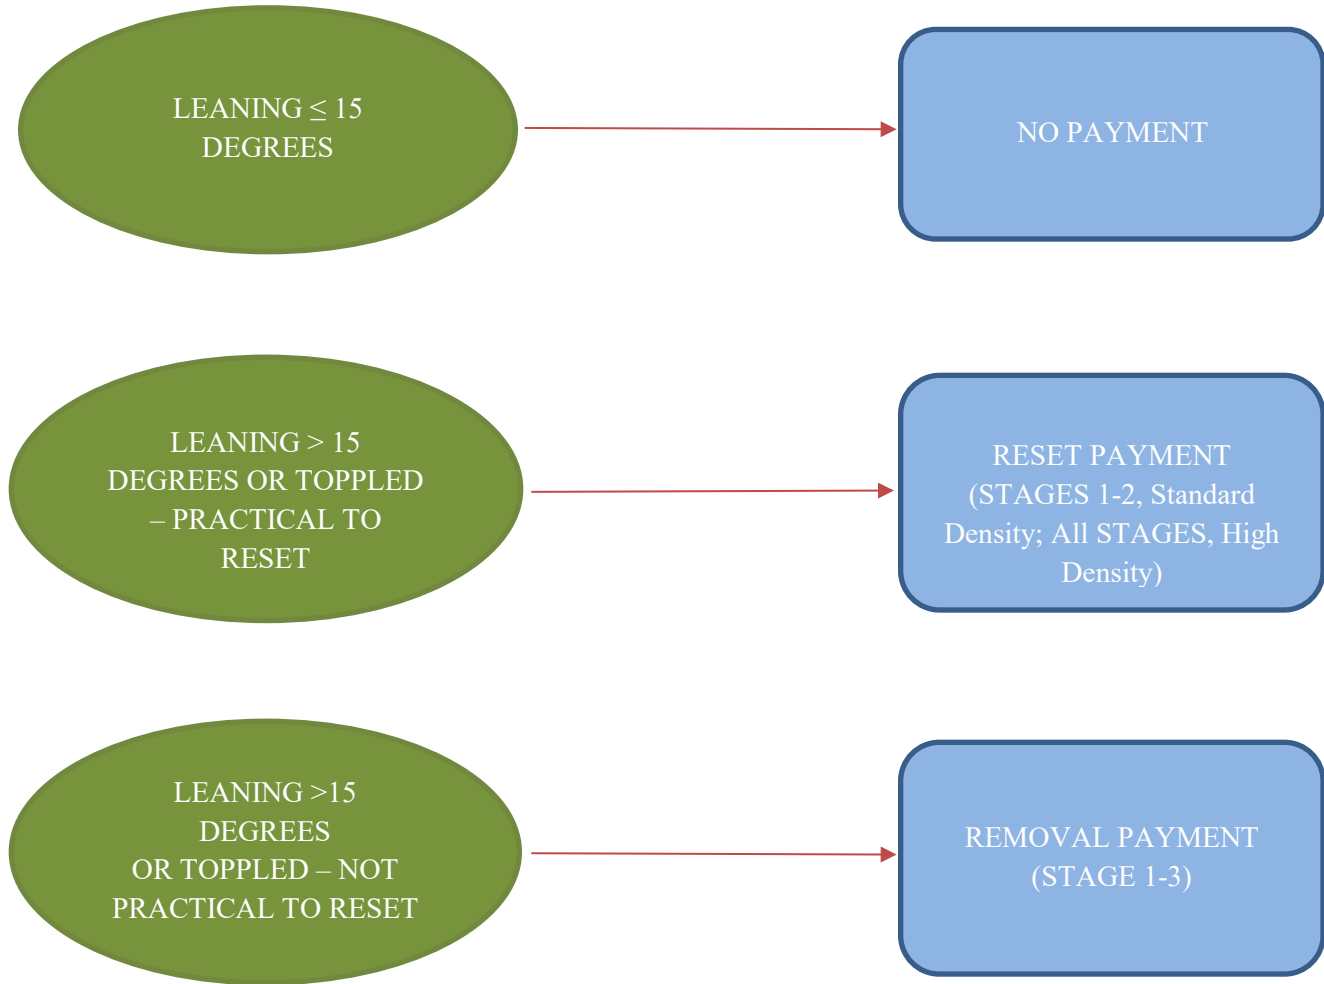 LEANING ≤ 15
DEGREES
NO PAYMENT
LEANING > 15
DEGREES OR TOPPLED
– PRACTICAL TO
RESET
RESET PAYMENT
(STAGES 1-2, Standard
Density; All STAGES, High
Density)
LEANING >15
DEGREES
OR TOPPLED – NOT
PRACTICAL TO RESET
REMOVAL PAYMENT
(STAGE 1-3)